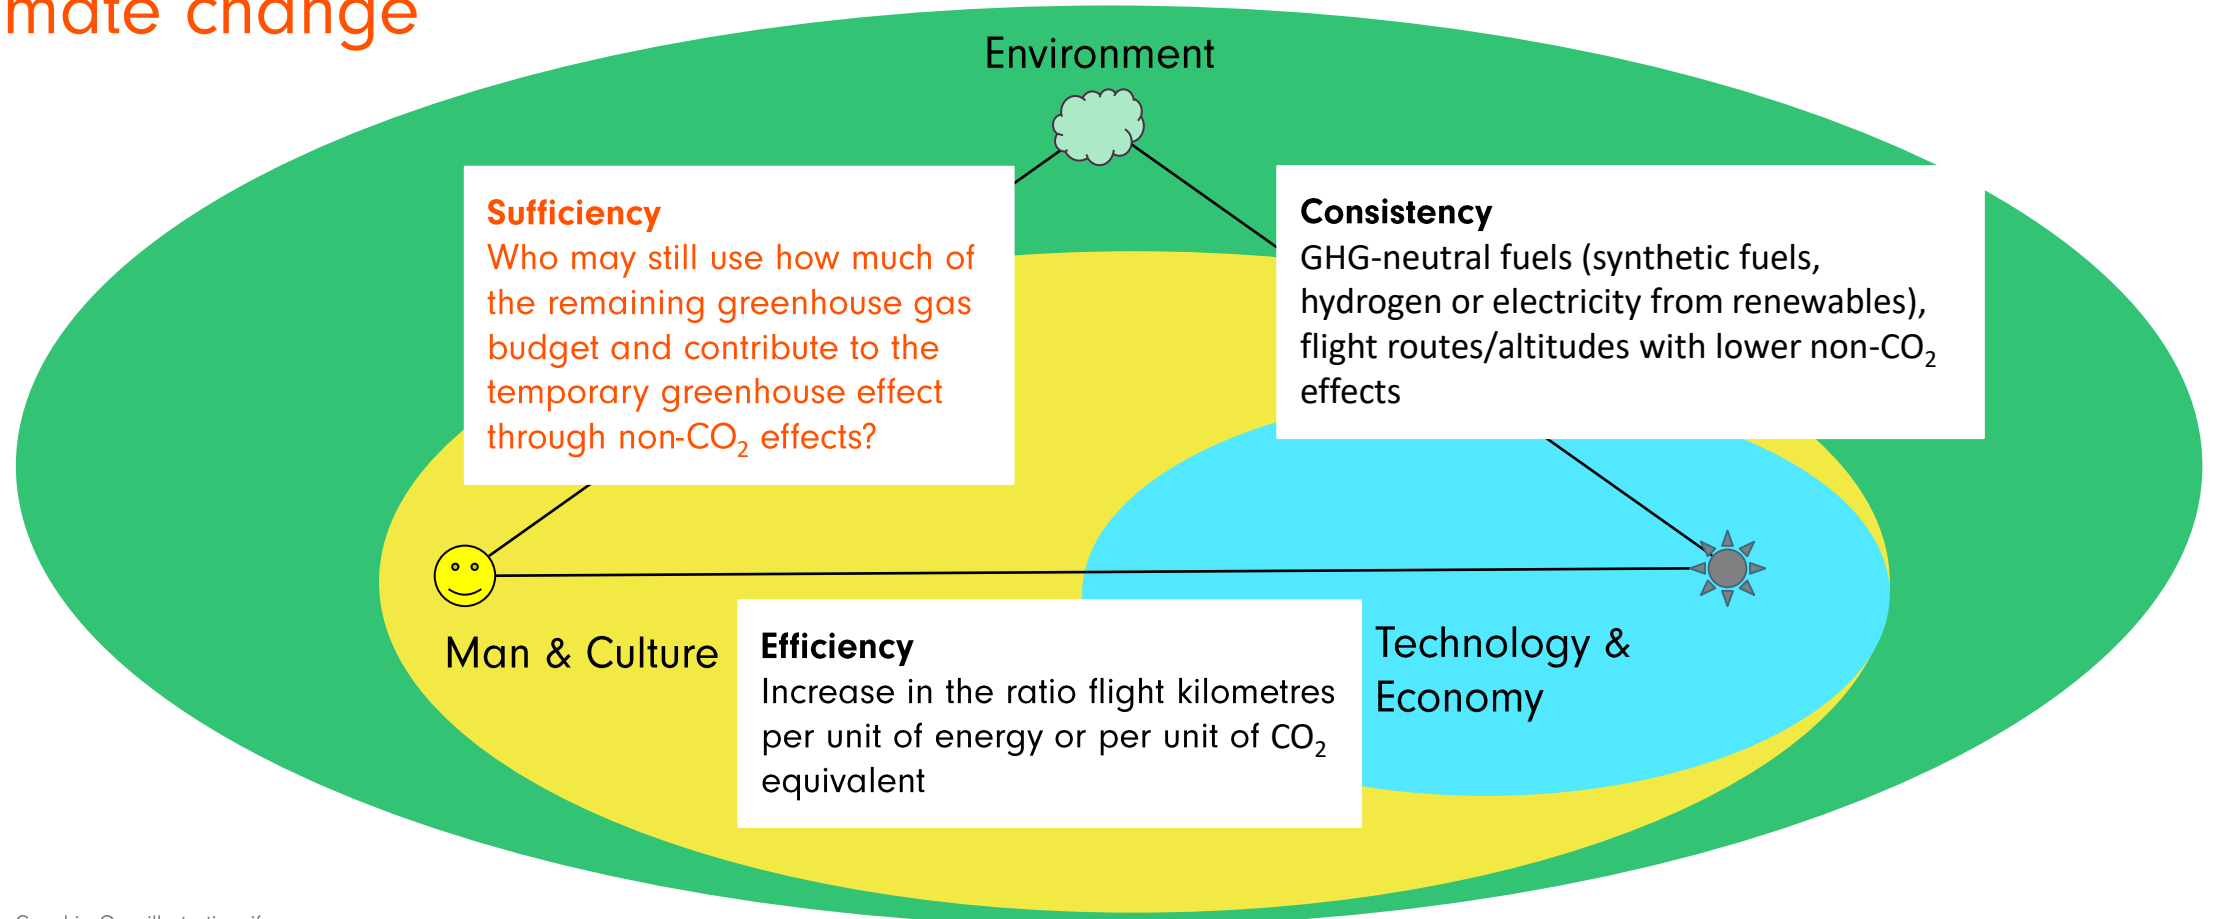 mate change
Environment
Sufficiency
Who may still use how much of
the remaining greenhouse gas
budget and contribute to the
temporary greenhouse effect
through non-CO₂ effects?
Consistency
GHG-neutral fuels (synthetic fuels,
hydrogen or electricity from renewables),
flight routes/altitudes with lower non-CO₂
effects
Man & Culture
Efficiency
Increase in the ratio flight kilometres
per unit of energy or per unit of CO₂
equivalent
Technology &
Economy